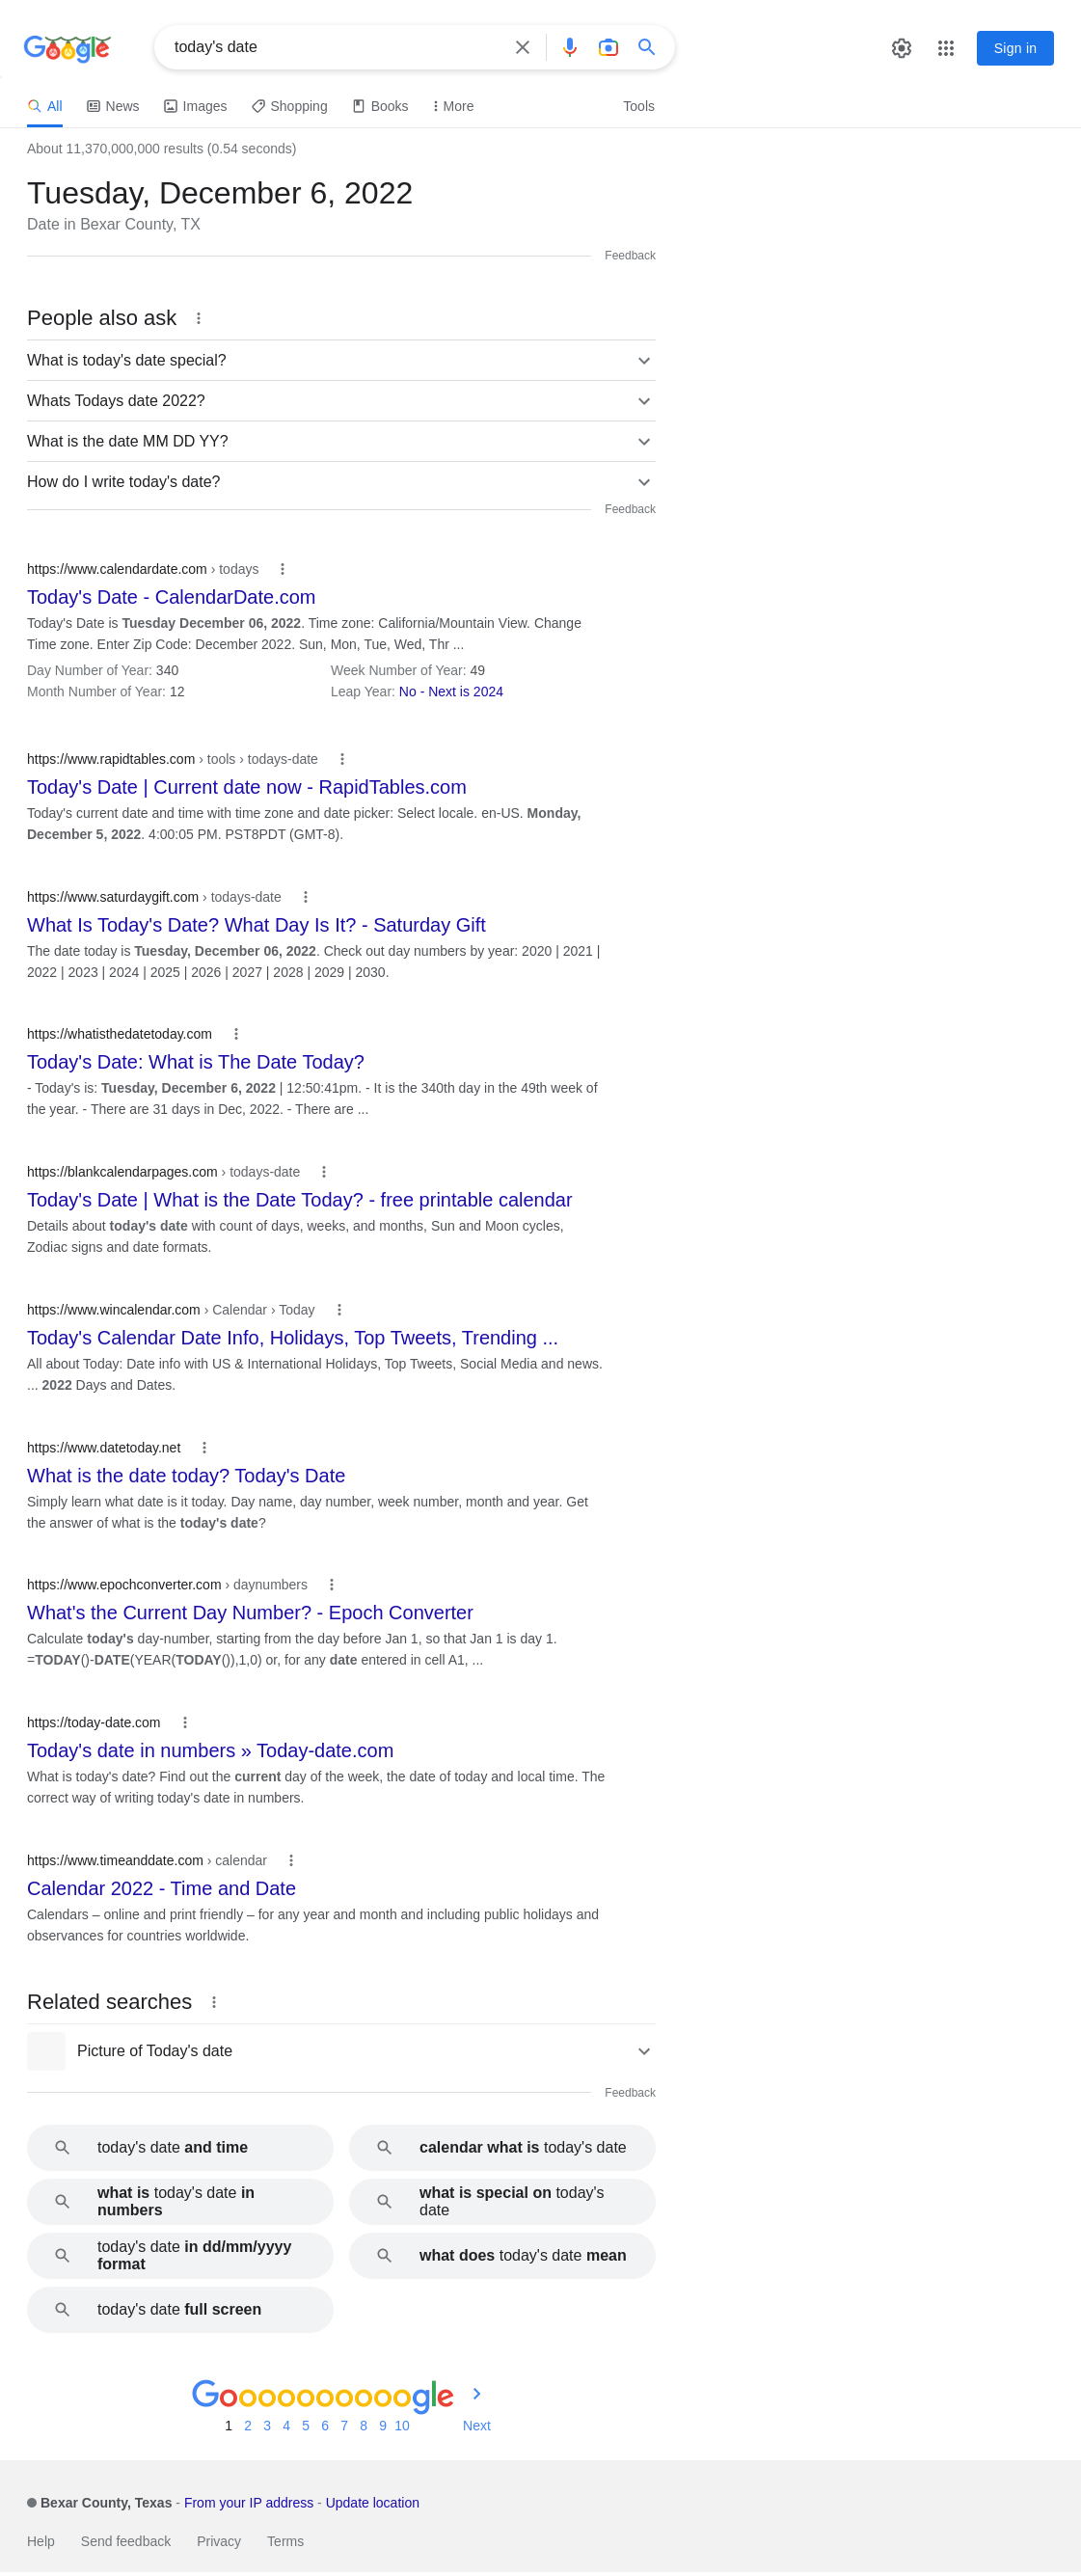 Google
today's date
Sign in
All News Images Shopping Books More Tools
About 11,370,000,000 results (0.54 seconds)
Tuesday, December 6, 2022
Date in Bexar County, TX
Feedback
People also ask
What is today's date special?
Whats Todays date 2022?
What is the date MM DD YY?
How do I write today's date?
Feedback
https://www.calendardate.com › todays
Today's Date - CalendarDate.com
Today's Date is Tuesday December 06, 2022. Time zone: California/Mountain View. Change
Time zone. Enter Zip Code: December 2022. Sun, Mon, Tue, Wed, Thr ...
Day Number of Year: 340 Week Number of Year: 49
Month Number of Year: 12 Leap Year: No - Next is 2024
https://www.rapidtables.com › tools › todays-date
Today's Date | Current date now - RapidTables.com
Today's current date and time with time zone and date picker: Select locale. en-US. Monday,
December 5, 2022. 4:00:05 PM. PST8PDT (GMT-8).
https://www.saturdaygift.com › todays-date
What Is Today's Date? What Day Is It? - Saturday Gift
The date today is Tuesday, December 06, 2022. Check out day numbers by year: 2020 | 2021 |
2022 | 2023 | 2024 | 2025 | 2026 | 2027 | 2028 | 2029 | 2030.
https://whatisthedatetoday.com
Today's Date: What is The Date Today?
- Today's is: Tuesday, December 6, 2022 | 12:50:41pm. - It is the 340th day in the 49th week of
the year. - There are 31 days in Dec, 2022. - There are ...
https://blankcalendarpages.com › todays-date
Today's Date | What is the Date Today? - free printable calendar
Details about today's date with count of days, weeks, and months, Sun and Moon cycles,
Zodiac signs and date formats.
https://www.wincalendar.com › Calendar › Today
Today's Calendar Date Info, Holidays, Top Tweets, Trending ...
All about Today: Date info with US & International Holidays, Top Tweets, Social Media and news.
... 2022 Days and Dates.
https://www.datetoday.net
What is the date today? Today's Date
Simply learn what date is it today. Day name, day number, week number, month and year. Get
the answer of what is the today's date?
https://www.epochconverter.com › daynumbers
What's the Current Day Number? - Epoch Converter
Calculate today's day-number, starting from the day before Jan 1, so that Jan 1 is day 1.
=TODAY()-DATE(YEAR(TODAY()),1,0) or, for any date entered in cell A1, ...
https://today-date.com
Today's date in numbers » Today-date.com
What is today's date? Find out the current day of the week, the date of today and local time. The
correct way of writing today's date in numbers.
https://www.timeanddate.com › calendar
Calendar 2022 - Time and Date
Calendars – online and print friendly – for any year and month and including public holidays and
observances for countries worldwide.
Related searches
Picture of Today's date
Feedback
today's date and time
calendar what is today's date
what is today's date in
numbers
what is special on today's
date
today's date in dd/mm/yyyy
format
what does today's date mean
today's date full screen
Goooooooooogle
1 2 3 4 5 6 7 8 9 10 Next
Bexar County, Texas - From your IP address - Update location
Help Send feedback Privacy Terms